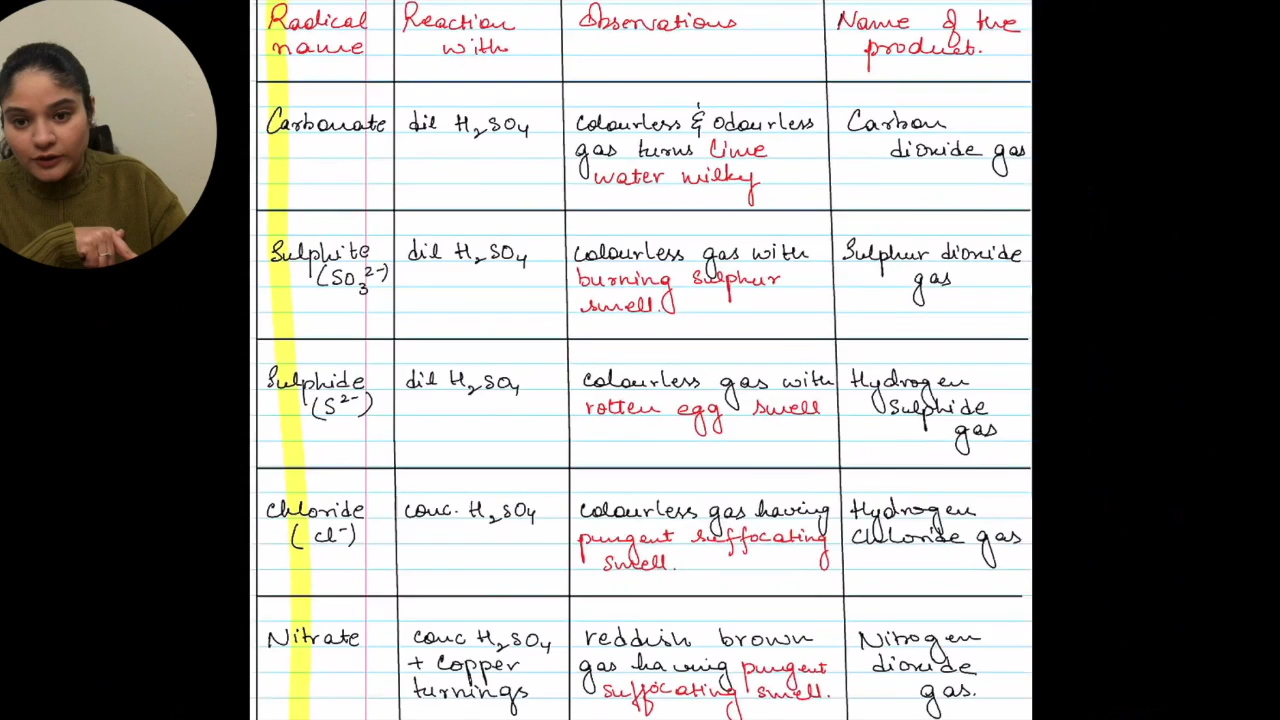 Radical name
Reaction with
Observations
Name of the product.
Carbonate
dil H₂SO₄
colourless & odourless
gas turns lime
water milky
Carbon
dioxide gas
Sulphite
(SO₃²⁻)
dil H₂SO₄
colourless gas with
burning sulphur
smell.
Sulphur dioxide
gas
Sulphide
(S²⁻)
dil H₂SO₄
colourless gas with
rotten egg smell
Hydrogen
Sulphide
gas
Chloride
(Cl⁻)
conc. H₂SO₄
colourless gas having
pungent suffocating
smell.
Hydrogen
Chloride gas
Nitrate
conc H₂SO₄
+ Copper
turnings
reddish brown
gas having pungent
suffocating smell.
Nitrogen
dioxide
gas.